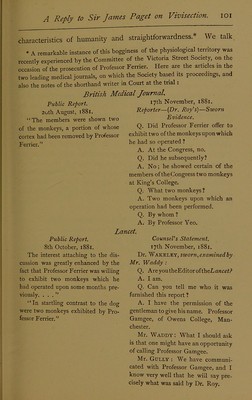 A Reply to Sir James Paget on Vivisection. 101
characteristics of humanity and straightforwardness.* We talk
* A remarkable instance of this bogginess of the physiological territory was
recently experienced by the Committee of the Victoria Street Society, on the
occasion of the prosecution of Professor Ferrier. Here are the articles in the
two leading medical journals, on which the Society based its proceedings, and
also the notes of the shorthand writer in Court at the trial :
British Medical Journal.
Public Report.
20th August, 1881.
"The members were shown two
of the monkeys, a portion of whose
cortex had been removed by Professor
Ferrier."
17th November, 1881.
Reporter—(Dr. Roy's)—Sworn
Evidence.
Q. Did Professor Ferrier offer to
exhibit two of the monkeys upon which
he had so operated ?
A. At the Congress, no.
Q. Did he subsequently ?
A. No ; he showed certain of the
members of the Congress two monkeys
at King's College.
Q. What two monkeys ?
A. Two monkeys upon which an
operation had been performed.
Q. By whom ?
A. By Professor Yeo.
Lancet.
Public Report.
8th October, 1881.
The interest attaching to the discussion
was greatly enhanced by the
fact that Professor Ferrier was willing
to exhibit two monkeys which he
had operated upon some months previously.
. . ."
"In startling contrast to the dog
were two monkeys exhibited by Professor
Ferrier."
Counsel's Statement.
17th November, 1881.
Dr. WAKELEY, sworn, examined by
Mr. Waddy :
Q. Are you the Editor of the Lancet?
A. I am.
Q. Can you tell me who it was
furnished this report ?
A. I have the permission of the
gentleman to give his name. Professor
Gamgee, of Owens College, Manchester.
Mr. WADDY : What I should ask
is that one might have an opportunity
of calling Professor Gamgee.
Mr. GULLY : We have communicated
with Professor Gamgee, and I
know very well that he will say precisely
what was said by Dr. Roy.